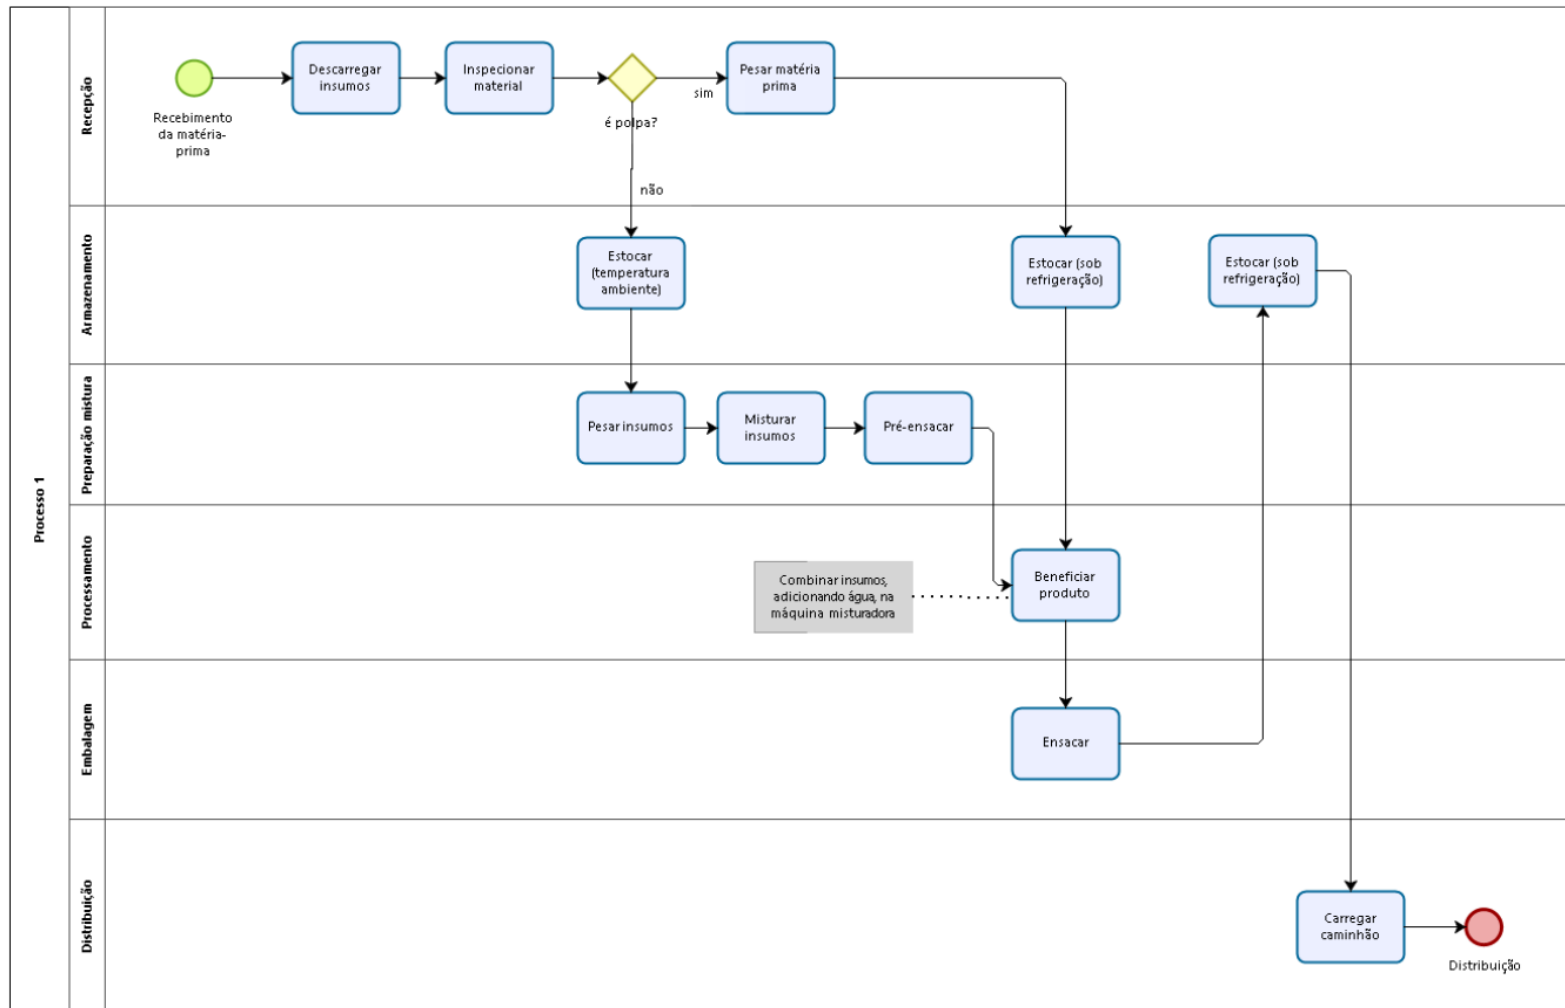 Processo 1
Recepção
Recebimento
da matéria-
prima
Descarregar
insumos
Inspecionar
material
é polpa?
sim
não
Pesar matéria
prima
Armazenamento
Estocar
(temperatura
ambiente)
Estocar (sob
refrigeração)
Estocar (sob
refrigeração)
Preparação mistura
Pesar insumos
Misturar
insumos
Pré-ensacar
Processamento
Combinar insumos,
adicionando água, na
máquina misturadora
Beneficiar
produto
Embalagem
Ensacar
Distribuição
Carregar
caminhão
Distribuição